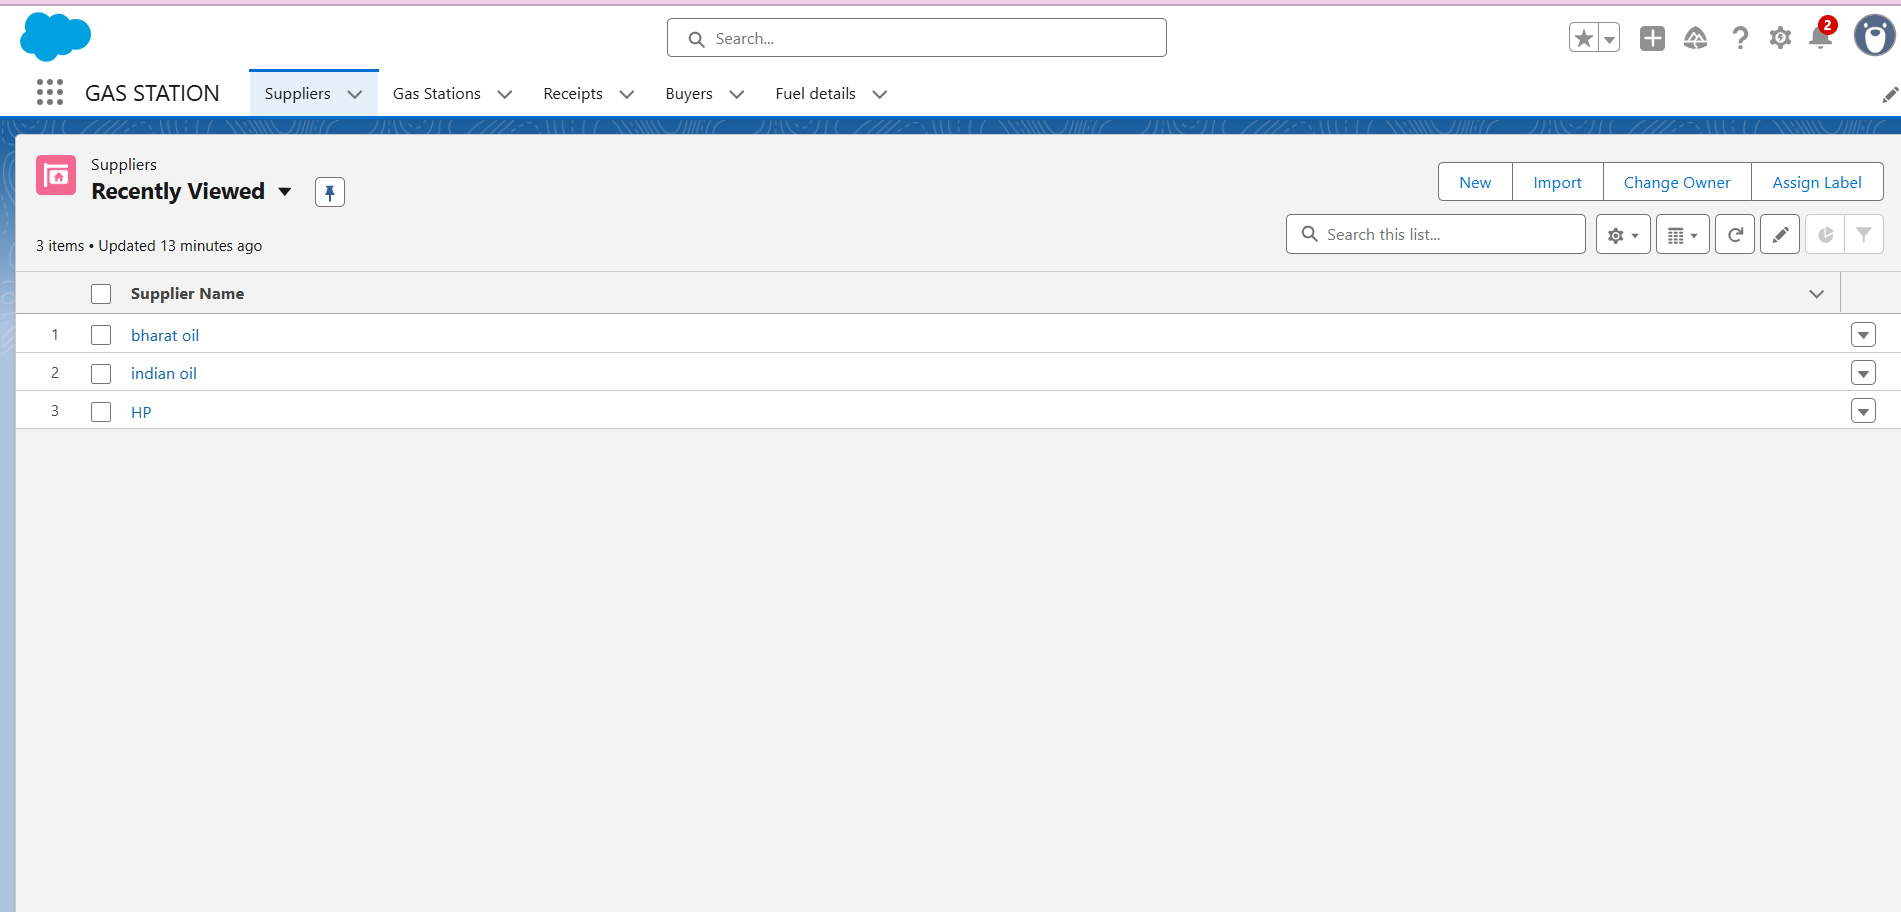 Search...
2
GAS STATION
Suppliers
Gas Stations
Receipts
Buyers
Fuel details
Suppliers
Recently Viewed
New
Import
Change Owner
Assign Label
3 items • Updated 13 minutes ago
Search this list...
Supplier Name
1 bharat oil
2 indian oil
3 HP